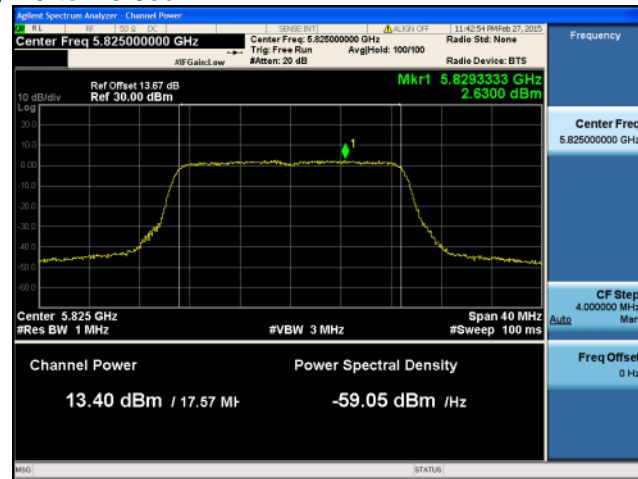 Agilent Spectrum Analyzer - Channel Power
RL RF 50 Ω DC SENSE:INT ALIGN OFF 11:42:54 PM Feb 27, 2015
Center Freq 5.825000000 GHz Center Freq: 5.825000000 GHz Radio Std: None Frequency
Trig: Free Run Avg|Hold: 100/100
#IFGain:Low #Atten: 20 dB Radio Device: BTS
Mkr1 5.8293333 GHz
Ref Offset 13.67 dB
10 dB/div Ref 30.00 dBm 2.6300 dBm
Log
20.0
10.0
0.00
-10.0
-20.0
-30.0
-40.0
-50.0
-60.0
1
Center Freq
5.825000000 GHz
Center 5.825 GHz Span 40 MHz
#Res BW 1 MHz #VBW 3 MHz #Sweep 100 ms
CF Step
4.000000 MHz
Auto Man
Channel Power Power Spectral Density
13.40 dBm / 17.57 MH -59.05 dBm /Hz
Freq Offset
0 Hz
MSG STATUS